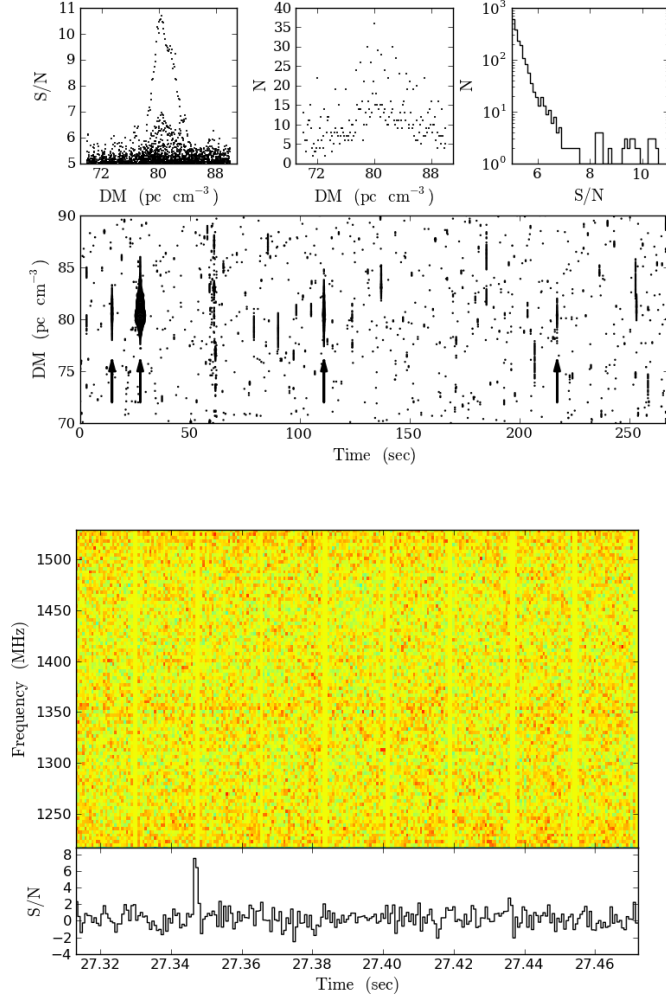 11
10
9
8
7
6
5
S/N
72 80 88
DM (pc cm⁻³)
40
35
30
25
20
15
10
5
0
N
72 80 88
DM (pc cm⁻³)
10³
10²
10¹
10⁰
N
6 8 10
S/N
90
85
80
75
70
DM (pc cm⁻³)
0 50 100 150 200 250
Time (sec)
1500
1450
1400
1350
1300
1250
Frequency (MHz)
8
6
4
2
0
−2
−4
S/N
27.32 27.34 27.36 27.38 27.40 27.42 27.44 27.46
Time (sec)